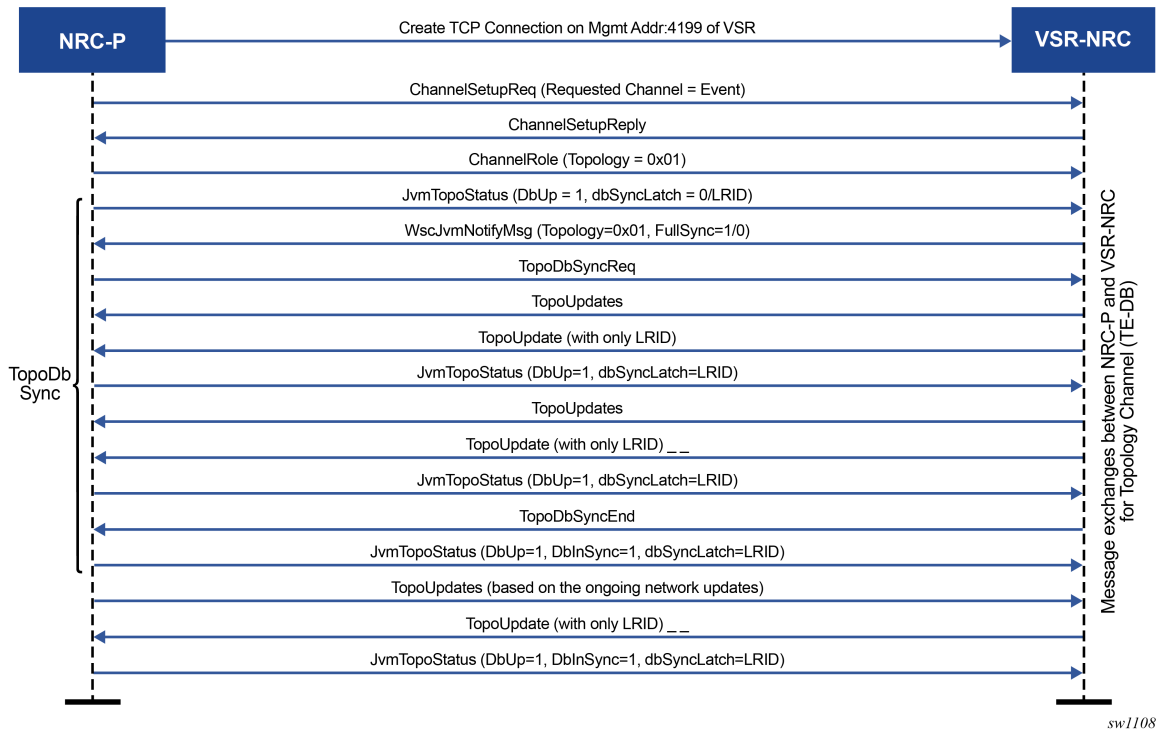 NRC-P
Create TCP Connection on Mgmt Addr:4199 of VSR
VSR-NRC
ChannelSetupReq (Requested Channel = Event)
ChannelSetupReply
ChannelRole (Topology = 0x01)
JvmTopoStatus (DbUp = 1, dbSyncLatch = 0/LRID)
WscJvmNotifyMsg (Topology=0x01, FullSync=1/0)
TopoDbSyncReq
TopoUpdates
TopoUpdate (with only LRID)
JvmTopoStatus (DbUp=1, dbSyncLatch=LRID)
TopoUpdates
TopoUpdate (with only LRID) _ _
JvmTopoStatus (DbUp=1, dbSyncLatch=LRID)
TopoDbSyncEnd
JvmTopoStatus (DbUp=1, DbInSync=1, dbSyncLatch=LRID)
TopoUpdates (based on the ongoing network updates)
TopoUpdate (with only LRID) _ _
JvmTopoStatus (DbUp=1, DbInSync=1, dbSyncLatch=LRID)
TopoDb
Sync
Message exchanges between NRC-P and VSR-NRC
for Topology Channel (TE-DB)
sw1108